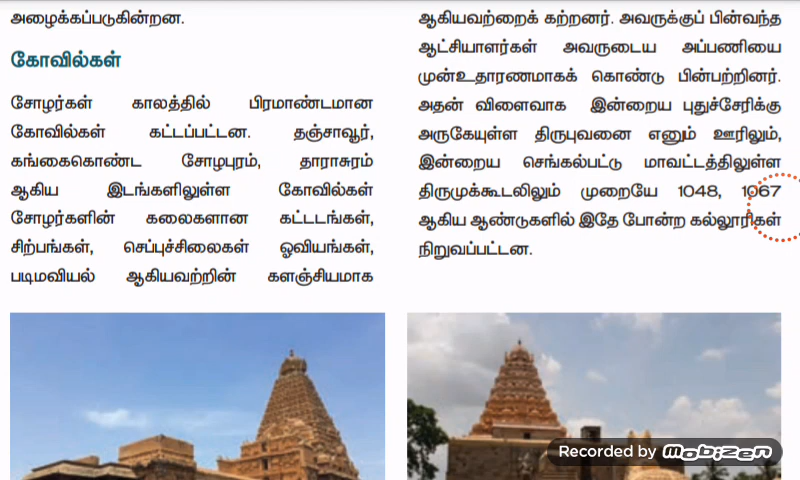 அழைக்கப்படுகின்றன.
கோவில்கள்
சோழர்கள் காலத்தில் பிரமாண்டமான
கோவில்கள் கட்டப்பட்டன. தஞ்சாவூர்,
கங்கைகொண்ட சோழபுரம், தாராசுரம்
ஆகிய இடங்களிலுள்ள கோவில்கள்
சோழர்களின் கலைகளான கட்டடங்கள்,
சிற்பங்கள், செப்புச்சிலைகள் ஓவியங்கள்,
படிமவியல் ஆகியவற்றின் களஞ்சியமாக
ஆகியவற்றைக் கற்றனர். அவருக்குப் பின்வந்த
ஆட்சியாளர்கள் அவருடைய அப்பணியை
முன்உதாரணமாகக் கொண்டு பின்பற்றினர்.
அதன் விளைவாக இன்றைய புதுச்சேரிக்கு
அருகேயுள்ள திருபுவனை எனும் ஊரிலும்,
இன்றைய செங்கல்பட்டு மாவட்டத்திலுள்ள
திருமுக்கூடலிலும் முறையே 1048, 1067
ஆகிய ஆண்டுகளில் இதே போன்ற கல்லூரிகள்
நிறுவப்பட்டன.
Recorded by Mobizen